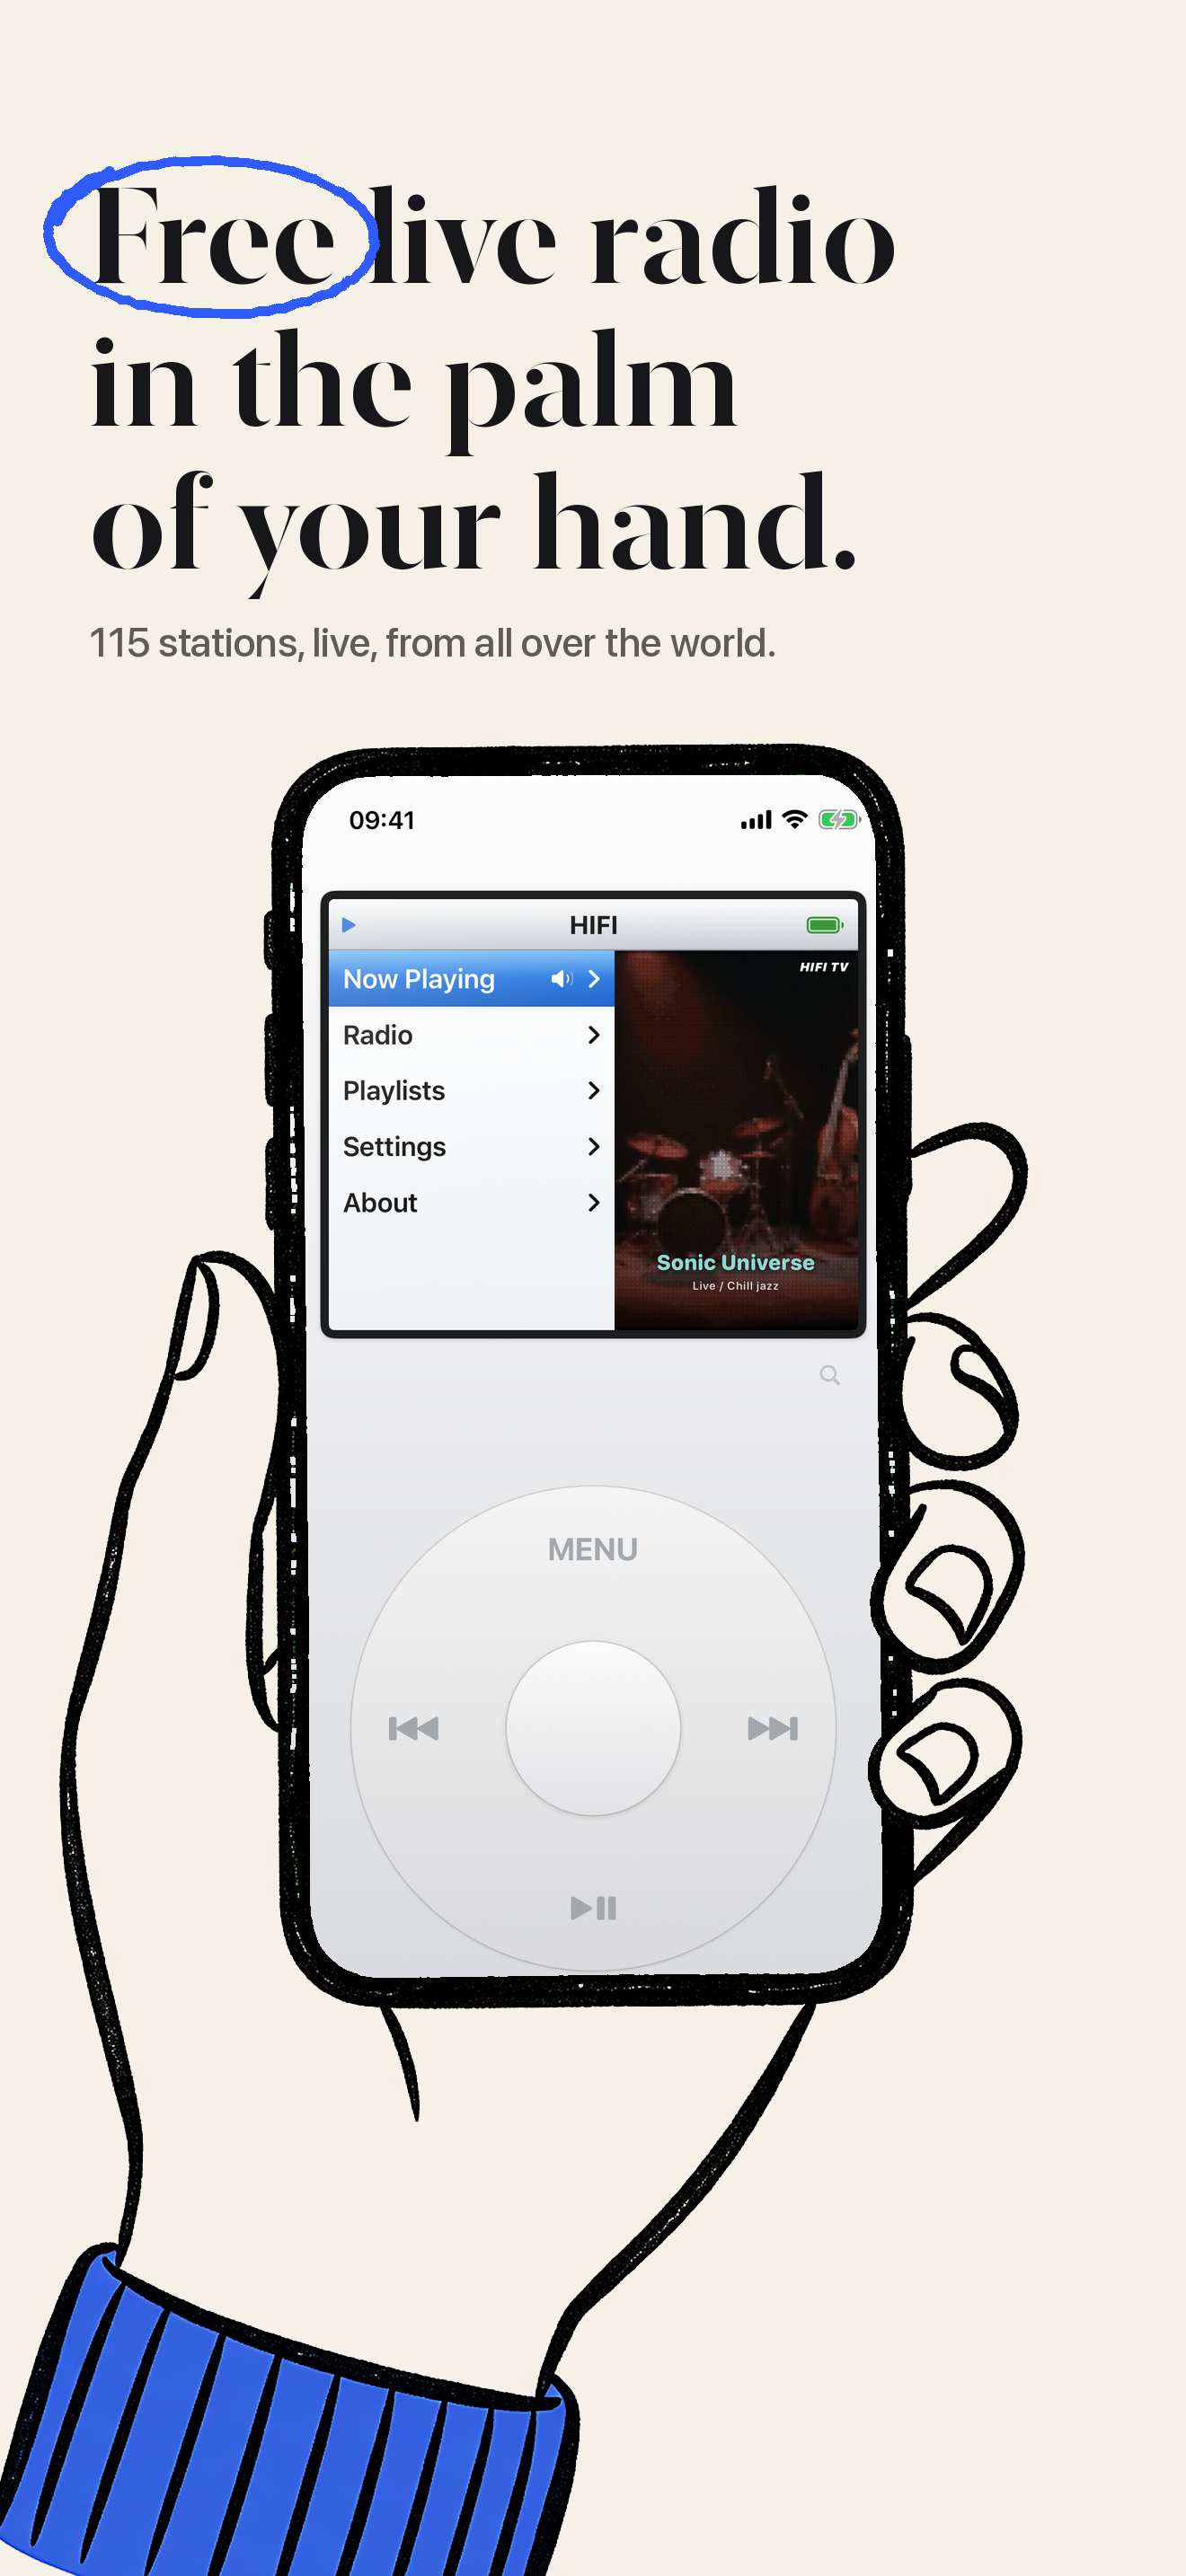 Free live radio
in the palm
of your hand.
115 stations, live, from all over the world.
09:41
HIFI
Now Playing
HIFI TV
Radio
Playlists
Settings
About
Sonic Universe
Live / Chill jazz
MENU